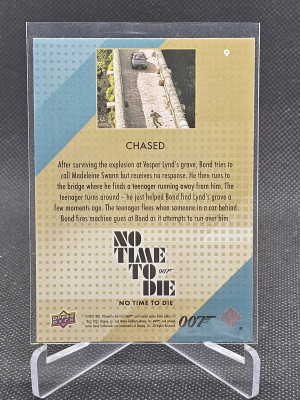 9
CHASED
After surviving the explosion at Vesper Lynd's grave, Bond tries to
call Madeleine Swann but receives no response. He then runs to
the bridge where he finds a teenager running away from him. The
teenager turns around – he just helped Bond find Lynd's grave a
few moments ago. The teenager flees when someone in a car behind
Bond fires machine guns at Bond as it attempts to run over him.
NO
TIME
TO 007
DIE
NO TIME TO DIE
UPPER DECK
007